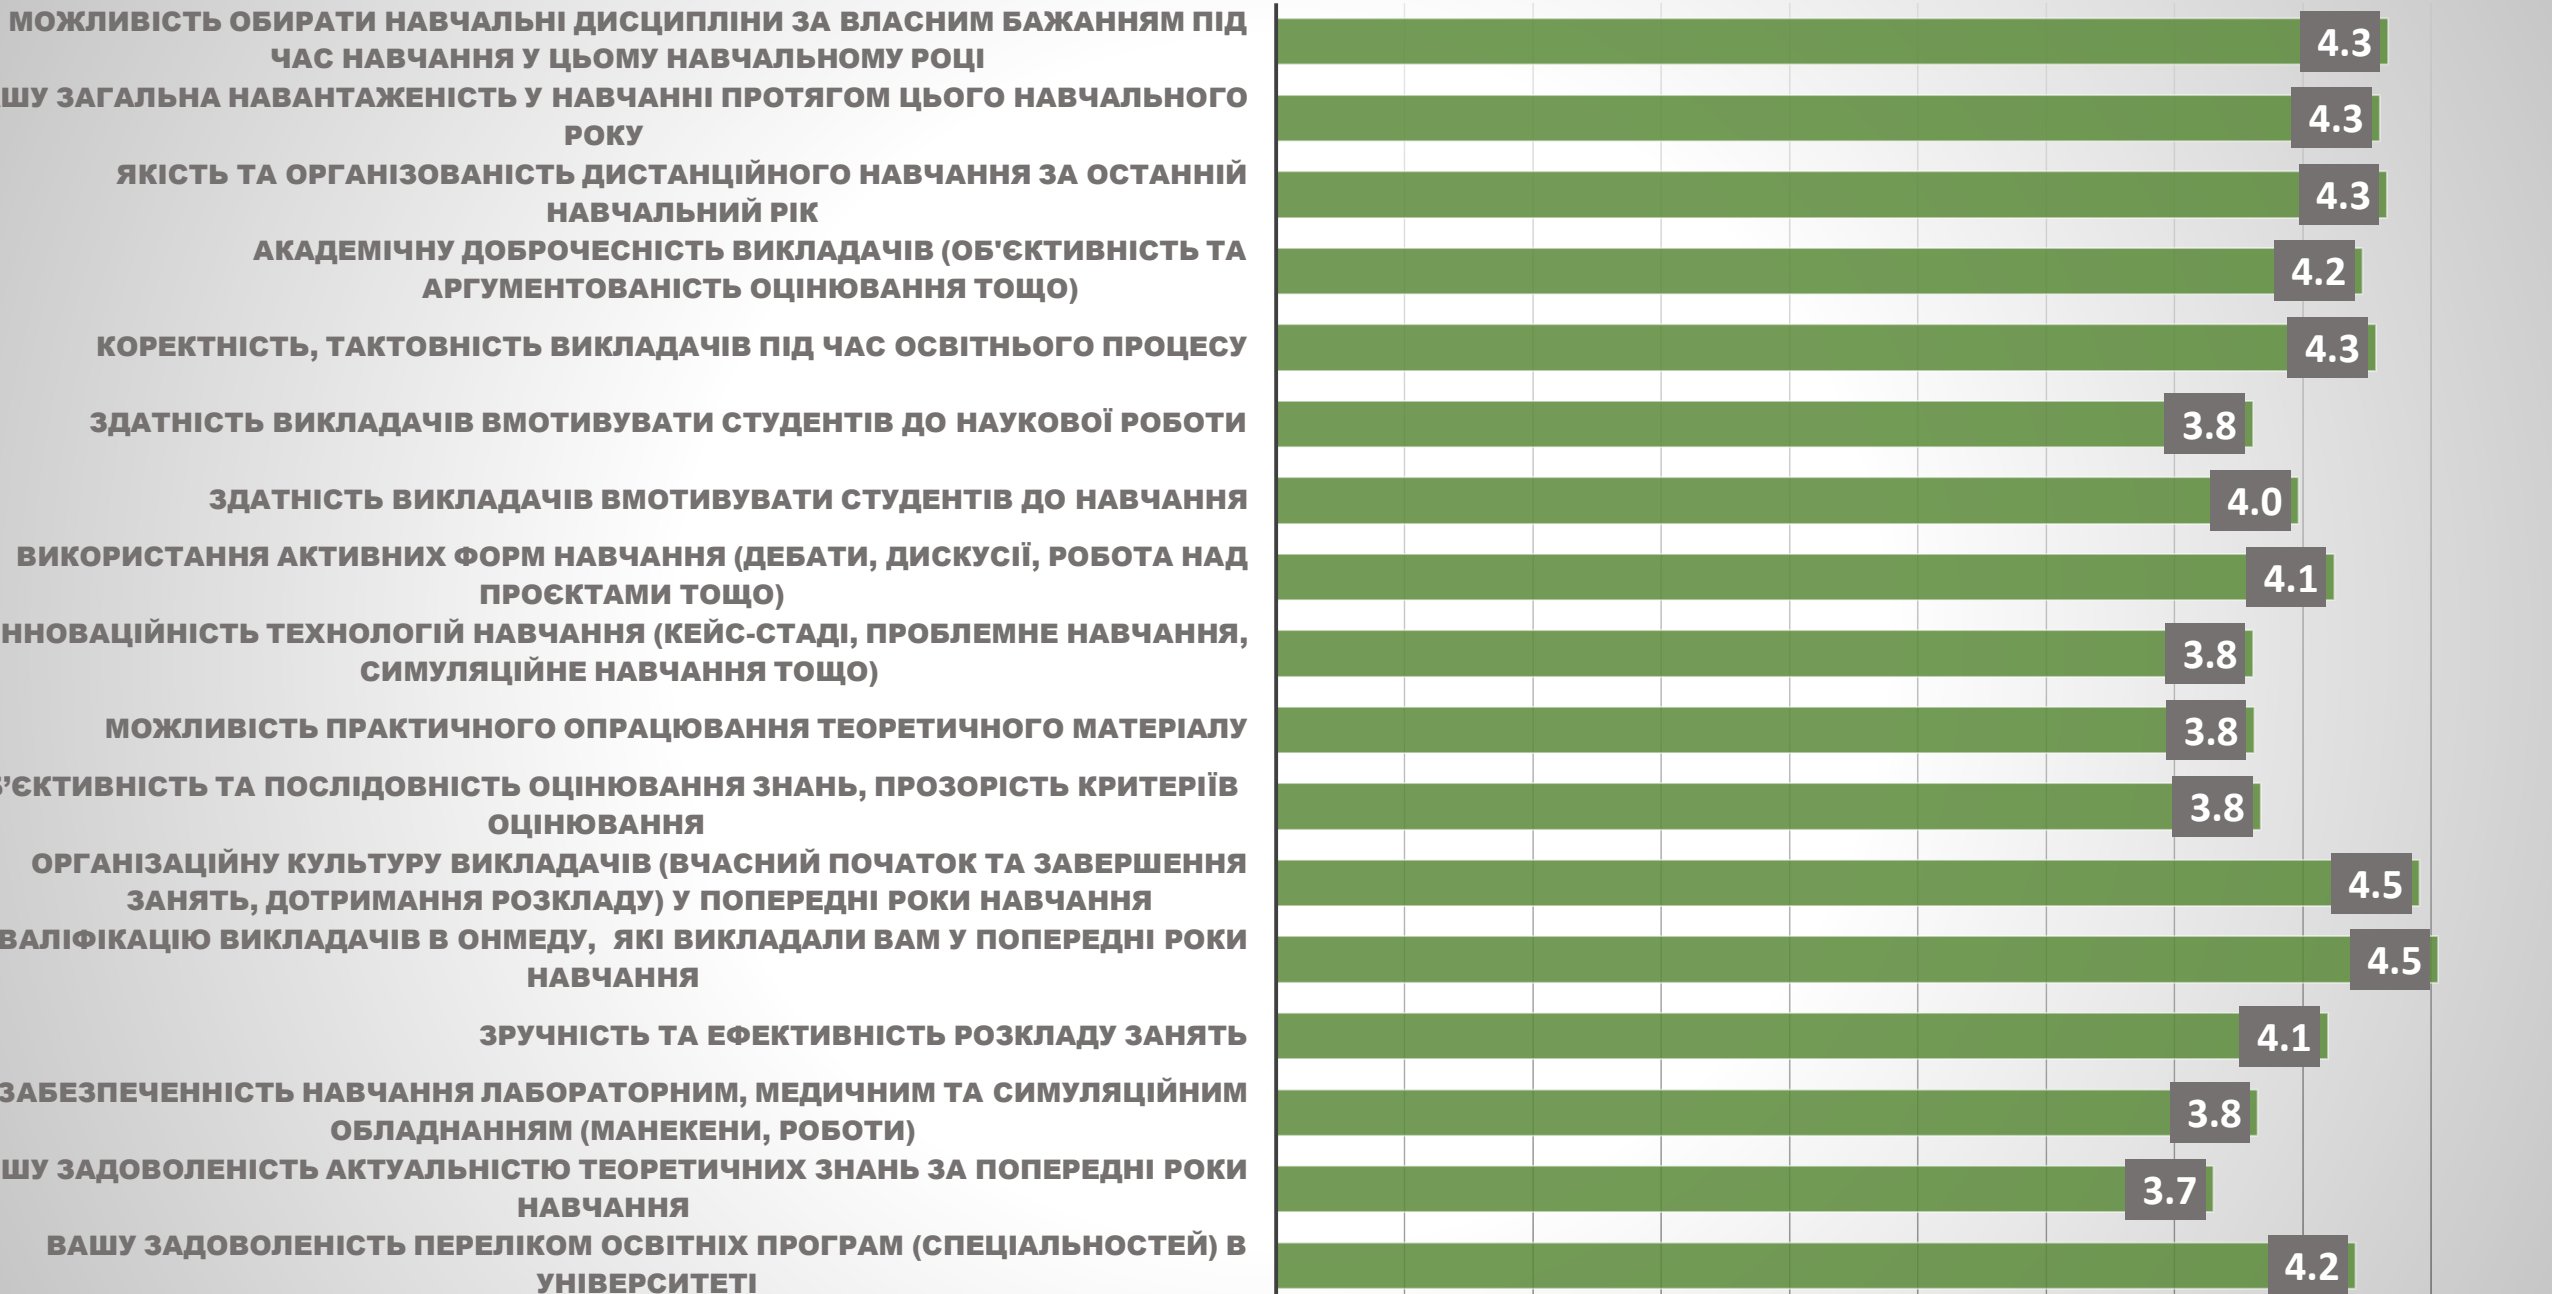 МОЖЛИВІСТЬ ОБИРАТИ НАВЧАЛЬНІ ДИСЦИПЛІНИ ЗА ВЛАСНИМ БАЖАННЯМ ПІД
ЧАС НАВЧАННЯ У ЦЬОМУ НАВЧАЛЬНОМУ РОЦІ
4.3
ШУ ЗАГАЛЬНА НАВАНТАЖЕНІСТЬ У НАВЧАННІ ПРОТЯГОМ ЦЬОГО НАВЧАЛЬНОГО
РОКУ
4.3
ЯКІСТЬ ТА ОРГАНІЗОВАНІСТЬ ДИСТАНЦІЙНОГО НАВЧАННЯ ЗА ОСТАННІЙ
НАВЧАЛЬНИЙ РІК
4.3
АКАДЕМІЧНУ ДОБРОЧЕСНІСТЬ ВИКЛАДАЧІВ (ОБ'ЄКТИВНІСТЬ ТА
АРГУМЕНТОВАНІСТЬ ОЦІНЮВАННЯ ТОЩО)
4.2
КОРЕКТНІСТЬ, ТАКТОВНІСТЬ ВИКЛАДАЧІВ ПІД ЧАС ОСВІТНЬОГО ПРОЦЕСУ
4.3
ЗДАТНІСТЬ ВИКЛАДАЧІВ ВМОТИВУВАТИ СТУДЕНТІВ ДО НАУКОВОЇ РОБОТИ
3.8
ЗДАТНІСТЬ ВИКЛАДАЧІВ ВМОТИВУВАТИ СТУДЕНТІВ ДО НАВЧАННЯ
4.0
ВИКОРИСТАННЯ АКТИВНИХ ФОРМ НАВЧАННЯ (ДЕБАТИ, ДИСКУСІЇ, РОБОТА НАД
ПРОЄКТАМИ ТОЩО)
4.1
ННОВАЦІЙНІСТЬ ТЕХНОЛОГІЙ НАВЧАННЯ (КЕЙС-СТАДІ, ПРОБЛЕМНЕ НАВЧАННЯ,
СИМУЛЯЦІЙНЕ НАВЧАННЯ ТОЩО)
3.8
МОЖЛИВІСТЬ ПРАКТИЧНОГО ОПРАЦЮВАННЯ ТЕОРЕТИЧНОГО МАТЕРІАЛУ
3.8
’ЄКТИВНІСТЬ ТА ПОСЛІДОВНІСТЬ ОЦІНЮВАННЯ ЗНАНЬ, ПРОЗОРІСТЬ КРИТЕРІЇВ
ОЦІНЮВАННЯ
3.8
ОРГАНІЗАЦІЙНУ КУЛЬТУРУ ВИКЛАДАЧІВ (ВЧАСНИЙ ПОЧАТОК ТА ЗАВЕРШЕННЯ
ЗАНЯТЬ, ДОТРИМАННЯ РОЗКЛАДУ) У ПОПЕРЕДНІ РОКИ НАВЧАННЯ
4.5
ВАЛІФІКАЦІЮ ВИКЛАДАЧІВ В ОНМЕДУ, ЯКІ ВИКЛАДАЛИ ВАМ У ПОПЕРЕДНІ РОКИ
НАВЧАННЯ
4.5
ЗРУЧНІСТЬ ТА ЕФЕКТИВНІСТЬ РОЗКЛАДУ ЗАНЯТЬ
4.1
ЗАБЕЗПЕЧЕННІСТЬ НАВЧАННЯ ЛАБОРАТОРНИМ, МЕДИЧНИМ ТА СИМУЛЯЦІЙНИМ
ОБЛАДНАННЯМ (МАНЕКЕНИ, РОБОТИ)
3.8
ШУ ЗАДОВОЛЕНІСТЬ АКТУАЛЬНІСТЮ ТЕОРЕТИЧНИХ ЗНАНЬ ЗА ПОПЕРЕДНІ РОКИ
НАВЧАННЯ
3.7
ВАШУ ЗАДОВОЛЕНІСТЬ ПЕРЕЛІКОМ ОСВІТНІХ ПРОГРАМ (СПЕЦІАЛЬНОСТЕЙ) В
УНІВЕРСИТЕТІ
4.2